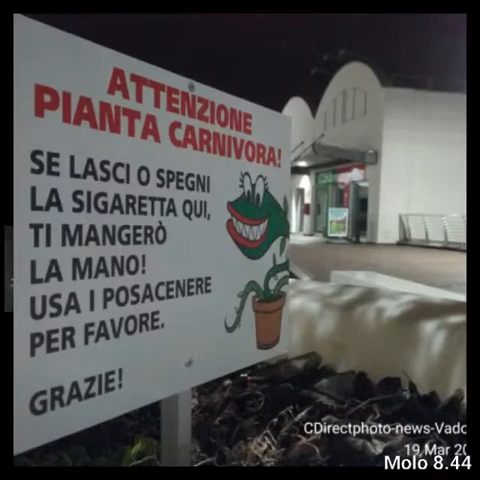 ATTENZIONE
PIANTA CARNIVORA!
SE LASCI O SPEGNI
LA SIGARETTA QUI,
TI MANGERÒ
LA MANO!
USA I POSACENERE
PER FAVORE.
GRAZIE!
CDirectphoto-news-Vado
19 Mar 20
Molo 8.44